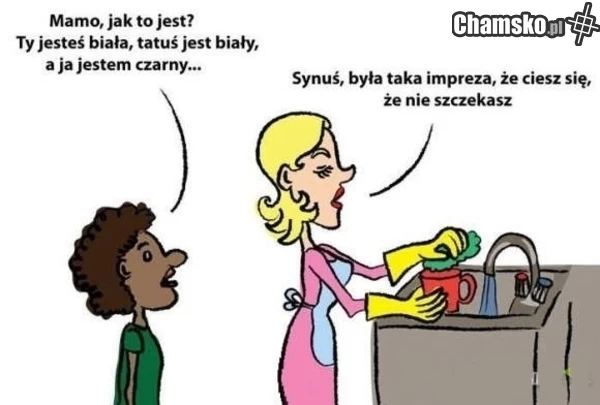 Mamo, jak to jest?
Ty jesteś biała, tatuś jest biały,
a ja jestem czarny...
Chamsko.pl
Synuś, była taka impreza, że ciesz się,
że nie szczekasz